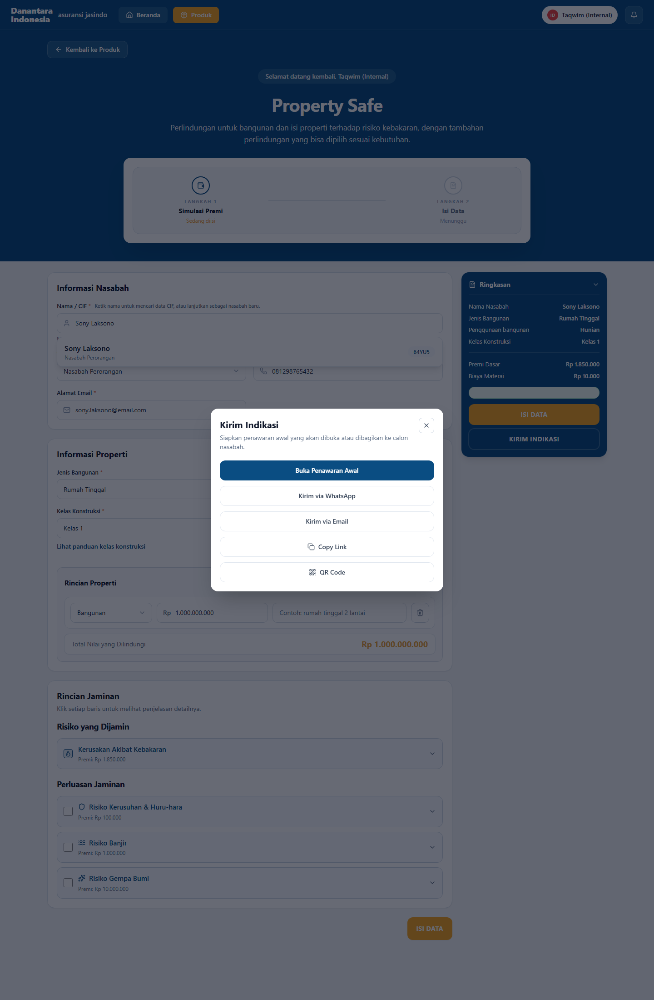 Danantara
Indonesia
asuransi jasindo
Beranda
Produk
ID
Taqwim (Internal)
Kembali ke Produk
Selamat datang kembali, Taqwim (Internal)
Property Safe
Perlindungan untuk bangunan dan isi properti terhadap risiko kebakaran, dengan tambahan
perlindungan yang bisa dipilih sesuai kebutuhan.
LANGKAH 1
Simulasi Premi
Sedang diisi
LANGKAH 2
Isi Data
Menunggu
Informasi Nasabah
Nama / CIF * Ketik nama untuk mencari data CIF, atau lanjutkan sebagai nasabah baru.
Sony Laksono
Sony Laksono
Nasabah Perorangan
64YU5
Nasabah Perorangan
081298765432
Alamat Email *
sony.laksono@email.com
Ringkasan
Nama Nasabah Sony Laksono
Jenis Bangunan Rumah Tinggal
Penggunaan bangunan Hunian
Kelas Konstruksi Kelas 1
Premi Dasar Rp 1.850.000
Biaya Materai Rp 10.000
ISI DATA
KIRIM INDIKASI
Kirim Indikasi
Siapkan penawaran awal yang akan dibuka atau dibagikan ke calon
nasabah.
Buka Penawaran Awal
Kirim via WhatsApp
Kirim via Email
Copy Link
QR Code
Informasi Properti
Jenis Bangunan *
Rumah Tinggal
Kelas Konstruksi *
Kelas 1
Lihat panduan kelas konstruksi
Rincian Properti
Bangunan
Rp 1.000.000.000
Contoh: rumah tinggal 2 lantai
Total Nilai yang Dilindungi
Rp 1.000.000.000
Rincian Jaminan
Klik setiap baris untuk melihat penjelasan detailnya.
Risiko yang Dijamin
Kerusakan Akibat Kebakaran
Premi: Rp 1.850.000
Perluasan Jaminan
Risiko Kerusuhan & Huru-hara
Premi: Rp 100.000
Risiko Banjir
Premi: Rp 1.000.000
Risiko Gempa Bumi
Premi: Rp 10.000.000
ISI DATA